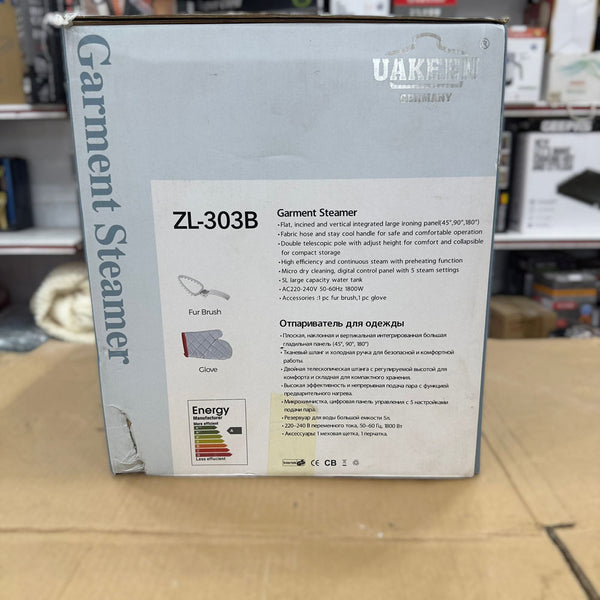 Garment Steamer
UAKEEN
®
GERMANY
ZL-303B
Garment Steamer
• Flat, incined and vertical integrated large ironing panel(45°,90°,180°)
• Fabric hose and stay cool handle for safe and comfortable operation
• Double telescopic pole with adjust height for comfort and collapsible
for compact storage
• High efficiency and continuous steam with preheating function
• Micro dry cleaning, digital control panel with 5 steam settings
• 5L large capacity water tank
• AC220-240V 50-60Hz 1800W
• Accessories :1 pc fur brush,1 pc glove
Fur Brush
Glove
Отпариватель для одежды
• Плоская, наклонная и вертикальная интегрированная большая
гладильная панель (45°, 90°, 180°)
• Тканевый шланг и холодная ручка для безопасной и комфортной
работы.
• Двойная телескопическая штанга с регулируемой высотой для
комфорта и складная для компактного хранения.
• Высокая эффективность и непрерывная подача пара с функцией
предварительного нагрева.
• Микрохимчистка, цифровая панель управления с 5 настройками
подачи пара.
• Резервуар для воды большой емкости 5л.
• 220-240 В переменного тока, 50-60 Гц, 1800 Вт
• Аксессуары: 1 меховая щетка, 1 перчатка.
Energy
Manufacturer
More efficient
A
Less efficient
CE CB